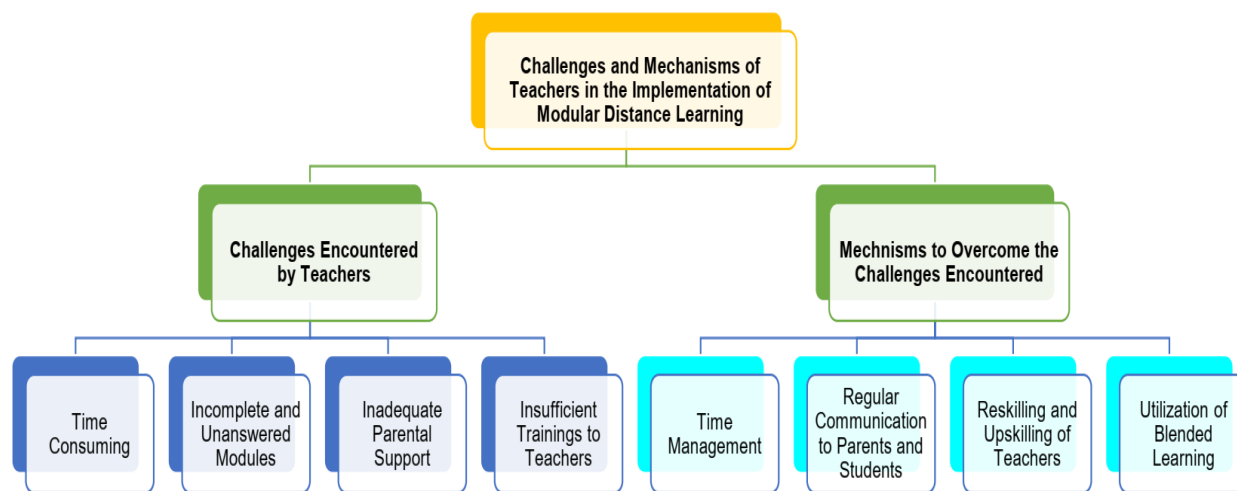 Challenges and Mechanisms of
Teachers in the Implementation of
Modular Distance Learning
Challenges Encountered
by Teachers
Mechnisms to Overcome the
Challenges Encountered
Time
Consuming
Incomplete and
Unanswered
Modules
Inadequate
Parental
Support
Insufficient
Trainings to
Teachers
Time
Management
Regular
Communication
to Parents and
Students
Reskilling and
Upskilling of
Teachers
Utilization of
Blended
Learning